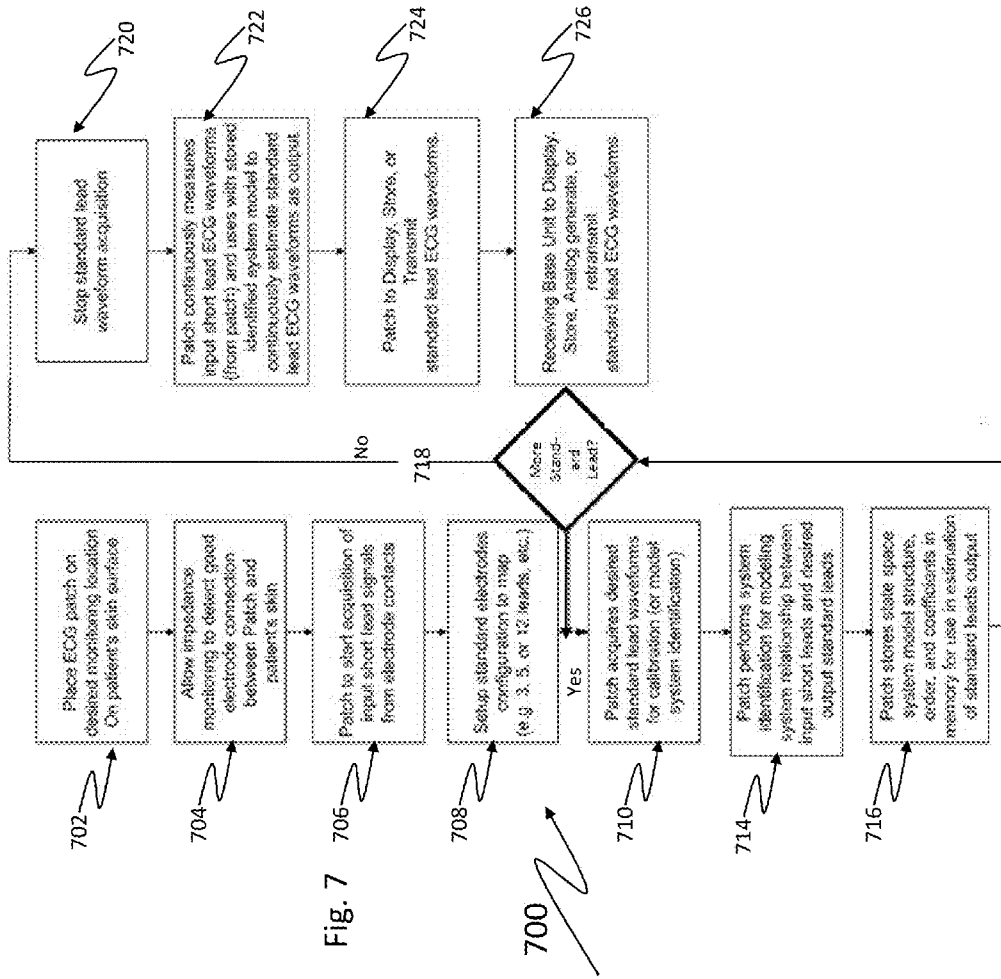 Fig. 7
700
702
Place ECG patch on
desired monitoring location
On patient's skin surface
704
Allow impedance
monitoring to detect good
electrode connection
between Patch and
patient's skin
706
Patch to start acquisition of
input short lead signals
from electrode contacts
708
Setup standard electrodes
configuration to map
(e.g 3, 5, or 12 leads, etc.)
Yes
710
Patch acquires desired
standard lead waveforms
for calibration (or model
system identification)
714
Patch performs system
identification for modeling
system relationship between
input short leads and desired
output standard leads.
716
Patch stores state space
system model structure,
order, and coefficients in
memory for use in estimation
of standard leads output
More
Stand-
ard
Lead?
718
No
720
Stop standard lead
waveform acquisition
722
Patch continuously measures
input short lead ECG waveforms
(from patch) and uses with stored
identified system model to
continuously estimate standard
lead ECG waveforms as output.
724
Patch to Display, Store, or
Transmit
standard lead ECG waveforms.
726
Receiving Base Unit to Display,
Store, Analog generate, or
retransmit
standard lead ECG waveforms.